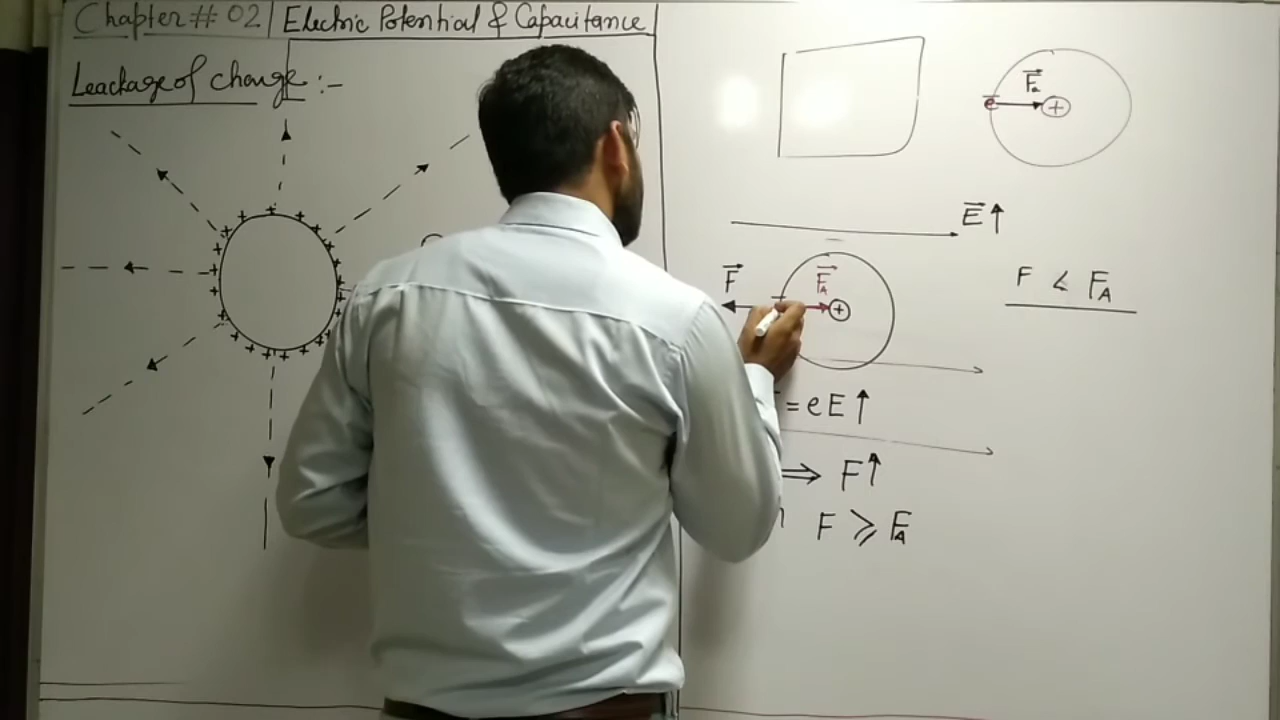 Chapter # 02 | Electric Potential & Capacitance
Leackage of charge :-
+ + + + + + + + + + + + + + + + + + + +
e F⃗a +
E⃗ ↑
F⃗ F⃗A +
F < FA
= eE↑
⇒ F↑
F ⩾ FA